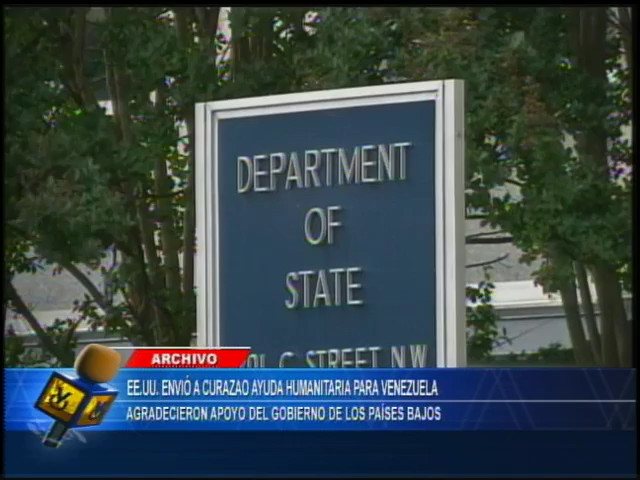 DEPARTMENT
OF
STATE
C STREET N.W
ARCHIVO
EE.UU. ENVIÓ A CURAZAO AYUDA HUMANITARIA PARA VENEZUELA
AGRADECIERON APOYO DEL GOBIERNO DE LOS PAÍSES BAJOS